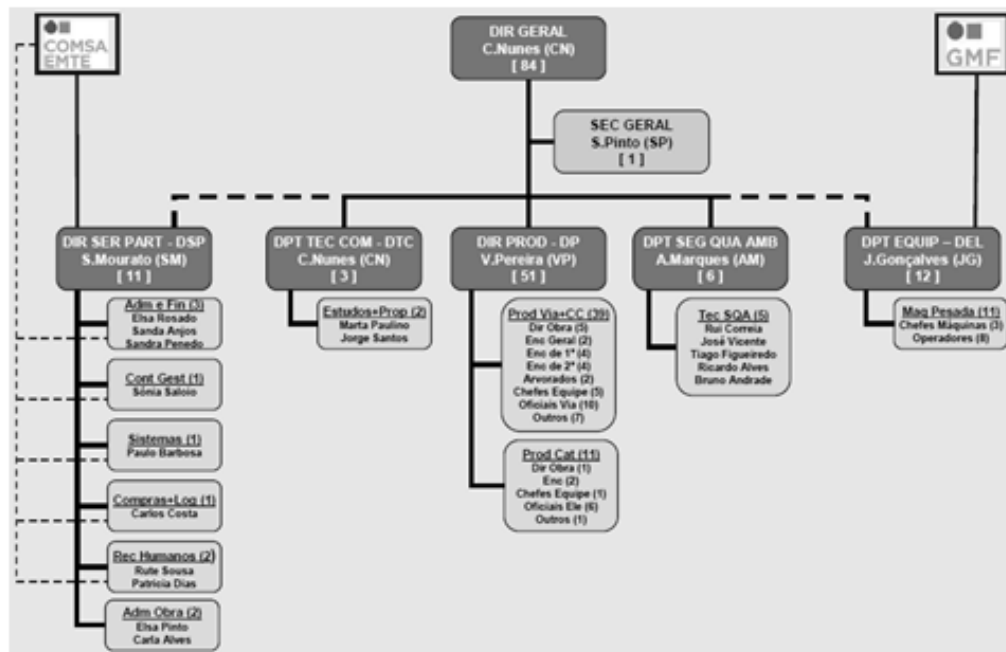 COMSA
EMTE
DIR GERAL
C.Nunes (CN)
[ 84 ]
GMF
SEC GERAL
S.Pinto (SP)
[ 1 ]
DIR SER PART - DSP
S.Mourato (SM)
[ 11 ]
DPT TEC COM - DTC
C.Nunes (CN)
[ 3 ]
DIR PROD - DP
V.Pereira (VP)
[ 51 ]
DPT SEG QUA AMB
A.Marques (AM)
[ 6 ]
DPT EQUIP – DEL
J.Gonçalves (JG)
[ 12 ]
Adm e Fin (3)
Elsa Rosado
Sanda Anjos
Sandra Penedo
Cont Gest (1)
Sónia Saloio
Sistemas (1)
Paulo Barbosa
Compras+Log (1)
Carlos Costa
Rec Humanos (2)
Rute Sousa
Patrícia Dias
Adm Obra (2)
Elsa Pinto
Carla Alves
Estudos+Prop (2)
Marta Paulino
Jorge Santos
Prod Via+CC (39)
Dir Obra (5)
Enc Geral (2)
Enc de 1ª (4)
Enc de 2ª (4)
Arvorados (2)
Chefes Equipe (5)
Oficiais Via (10)
Outros (7)
Prod Cat (11)
Dir Obra (1)
Enc (2)
Chefes Equipe (1)
Oficiais Ele (6)
Outros (1)
Tec SQA (5)
Rui Correia
José Vicente
Tiago Figueiredo
Ricardo Alves
Bruno Andrade
Maq Pesada (11)
Chefes Máquinas (3)
Operadores (8)